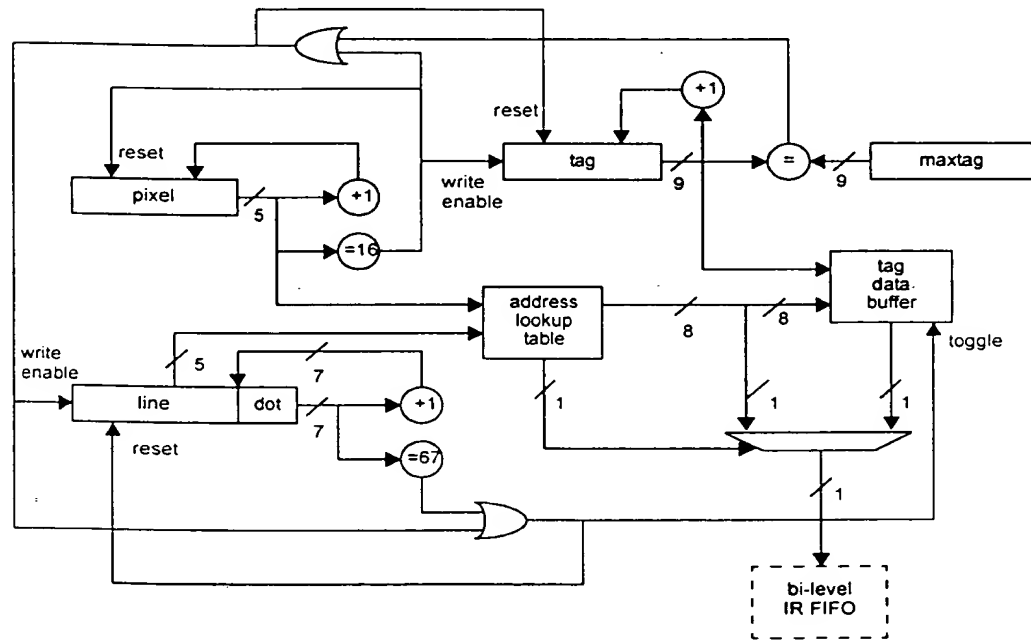 reset
+1
reset
tag
=
maxtag
9
9
write
enable
pixel
5
+1
=16
tag
data
buffer
address
lookup
table
8
8
toggle
write
enable
5
7
1
1
1
line
dot
7
+1
reset
=67
1
bi-level
IR FIFO